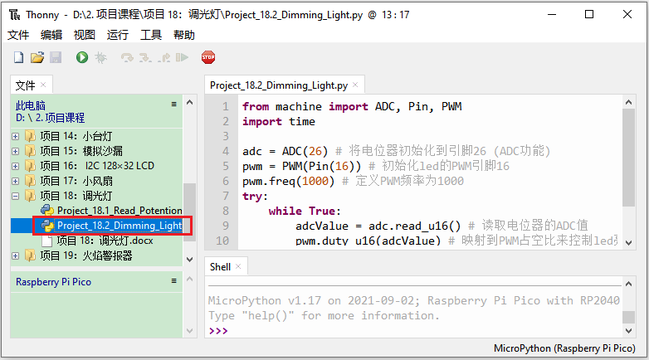 Thonny - D:\2. 项目课程\项目 18：调光灯\Project_18.2_Dimming_Light.py @ 13 : 17
文件 编辑 视图 运行 工具 帮助
文件
此电脑
D: \ 2. 项目课程
项目 14：小台灯
项目 15：模拟沙漏
项目 16： I2C 128×32 LCD
项目 17：小风扇
项目 18：调光灯
Project_18.1_Read_Potention
Project_18.2_Dimming_Light
项目 18：调光灯.docx
项目 19：火焰警报器
Raspberry Pi Pico
Project_18.2_Dimming_Light.py
1 from machine import ADC, Pin, PWM
2 import time
3
4 adc = ADC(26) # 将电位器初始化到引脚26 (ADC功能)
5 pwm = PWM(Pin(16)) # 初始化led的PWM引脚16
6 pwm.freq(1000) # 定义PWM频率为1000
7 try:
8 while True:
9 adcValue = adc.read_u16() # 读取电位器的ADC值
10 pwm.duty_u16(adcValue) # 映射到PWM占空比来控制led
Shell
MicroPython v1.17 on 2021-09-02; Raspberry Pi Pico with RP2040
Type "help()" for more information.
>>>
MicroPython (Raspberry Pi Pico)